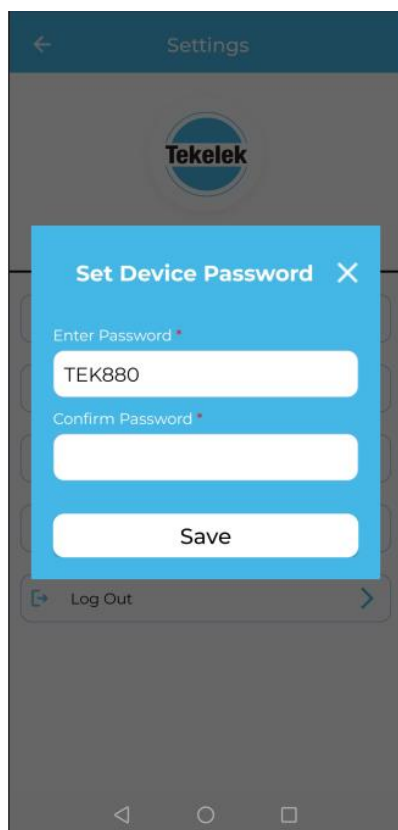 Settings
Tekelek
Set Device Password
Enter Password *
TEK880
Confirm Password *
Save
Log Out